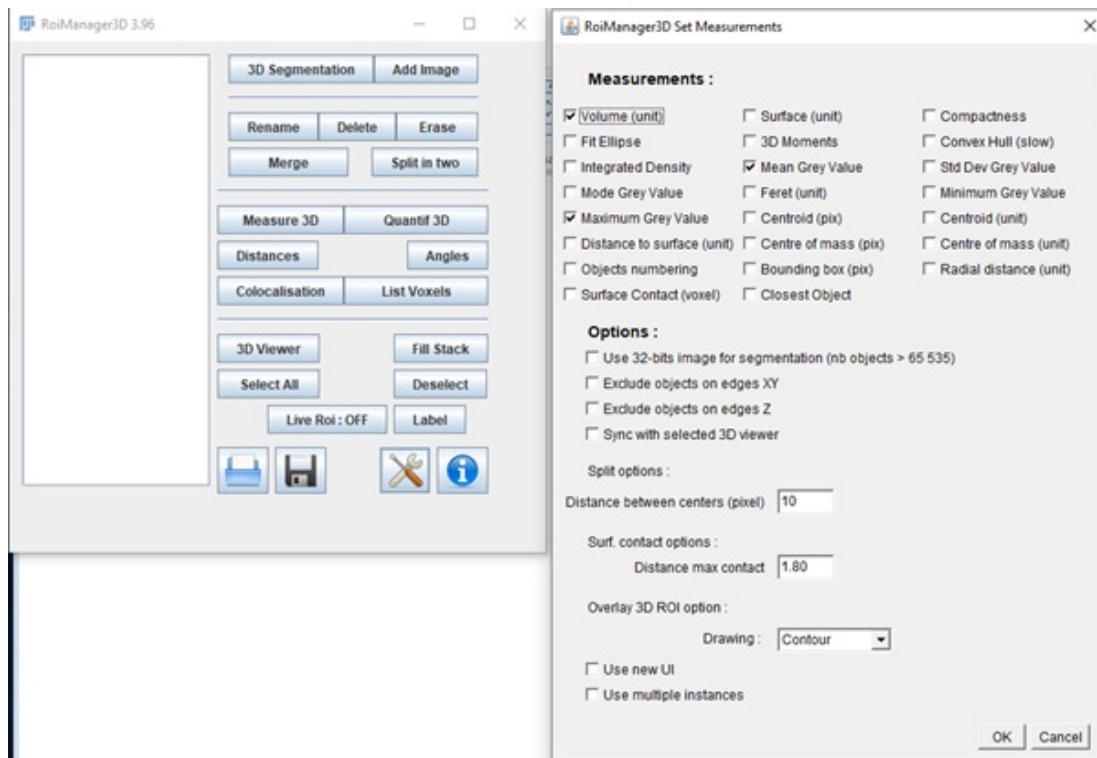 RoiManager3D 3.96
3D Segmentation Add Image
Rename Delete Erase
Merge Split in two
Measure 3D Quantif 3D
Distances Angles
Colocalisation List Voxels
3D Viewer Fill Stack
Select All Deselect
Live Roi : OFF Label
RoiManager3D Set Measurements
Measurements :
Volume (unit) Surface (unit) Compactness
Fit Ellipse 3D Moments Convex Hull (slow)
Integrated Density Mean Grey Value Std Dev Grey Value
Mode Grey Value Feret (unit) Minimum Grey Value
Maximum Grey Value Centroid (pix) Centroid (unit)
Distance to surface (unit) Centre of mass (pix) Centre of mass (unit)
Objects numbering Bounding box (pix) Radial distance (unit)
Surface Contact (voxel) Closest Object
Options :
Use 32-bits image for segmentation (nb objects > 65 535)
Exclude objects on edges XY
Exclude objects on edges Z
Sync with selected 3D viewer
Split options :
Distance between centers (pixel) 10
Surf. contact options :
Distance max contact 1.80
Overlay 3D ROI option :
Drawing : Contour
Use new UI
Use multiple instances
OK Cancel